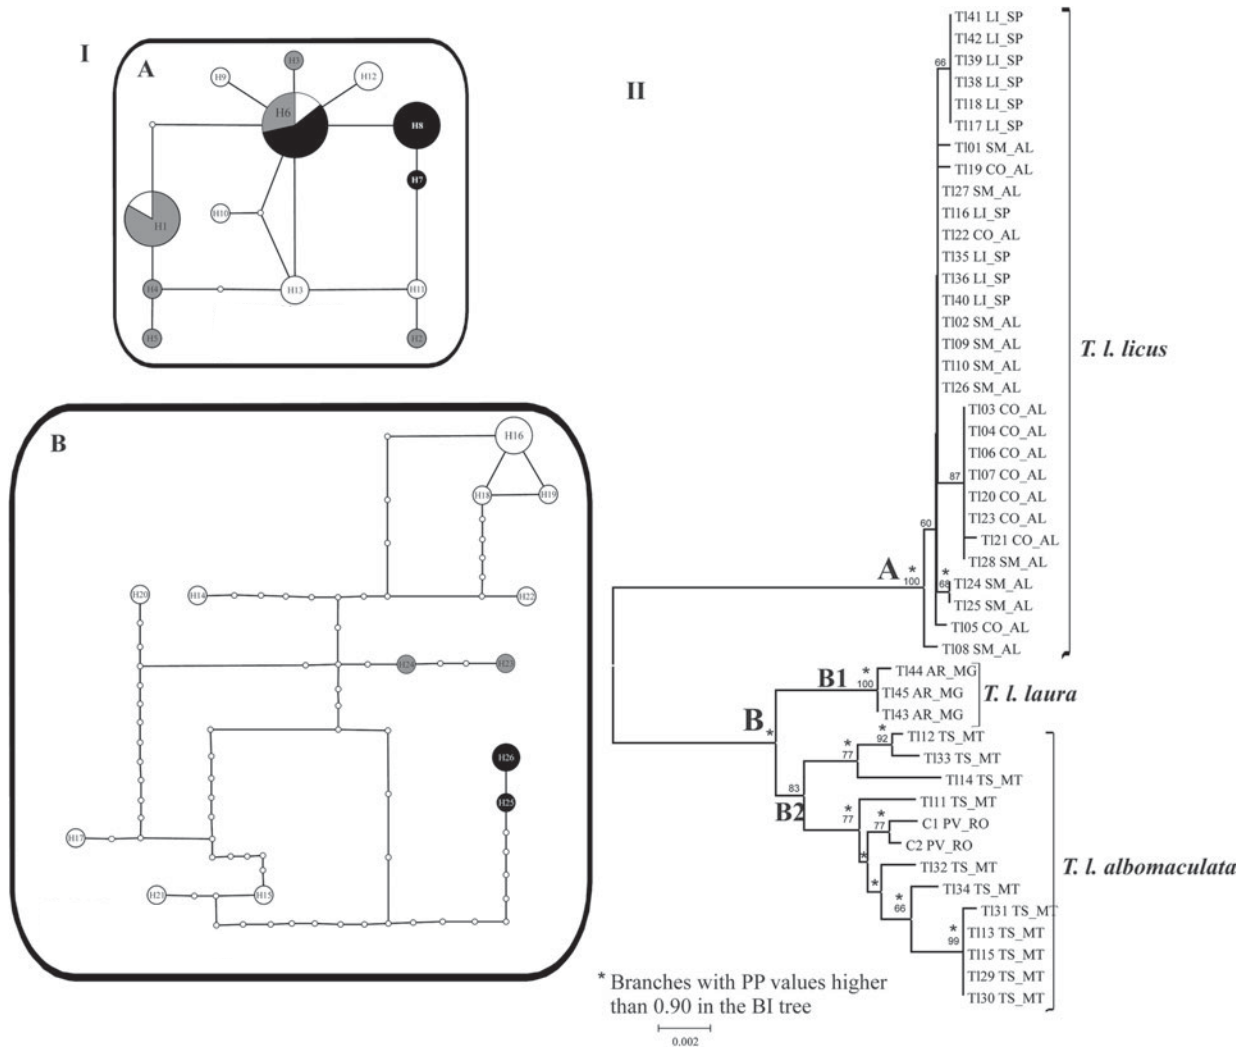 I
A
H3
H9
H12
H6
H8
H7
H1
H10
H4
H13
H11
H5
H2
B
H16
H18
H19
H20
H14
H22
H24
H23
H26
H25
H17
H21
H15
II
Tl41 LI_SP
Tl42 LI_SP
66
Tl39 LI_SP
Tl38 LI_SP
Tl18 LI_SP
Tl17 LI_SP
Tl01 SM_AL
Tl19 CO_AL
Tl27 SM_AL
Tl16 LI_SP
Tl22 CO_AL
Tl35 LI_SP
Tl36 LI_SP
Tl40 LI_SP
Tl02 SM_AL
Tl09 SM_AL
T. l. licus
Tl10 SM_AL
Tl26 SM_AL
Tl03 CO_AL
Tl04 CO_AL
Tl06 CO_AL
87
Tl07 CO_AL
Tl20 CO_AL
Tl23 CO_AL
60
Tl21 CO_AL
Tl28 SM_AL
A
*
100
*
68
Tl24 SM_AL
Tl25 SM_AL
Tl05 CO_AL
Tl08 SM_AL
B1
*
100
Tl44 AR_MG
Tl45 AR_MG
Tl43 AR_MG
T. l. laura
B
*
*
92
Tl12 TS_MT
*
77
Tl33 TS_MT
Tl14 TS_MT
83
B2
Tl11 TS_MT
*
77
*
77
C1 PV_RO
C2 PV_RO
*
Tl32 TS_MT
T. l. albomaculata
*
Tl34 TS_MT
*
66
Tl31 TS_MT
*
99
Tl13 TS_MT
Tl15 TS_MT
Tl29 TS_MT
Tl30 TS_MT
* Branches with PP values higher
than 0.90 in the BI tree
0.002